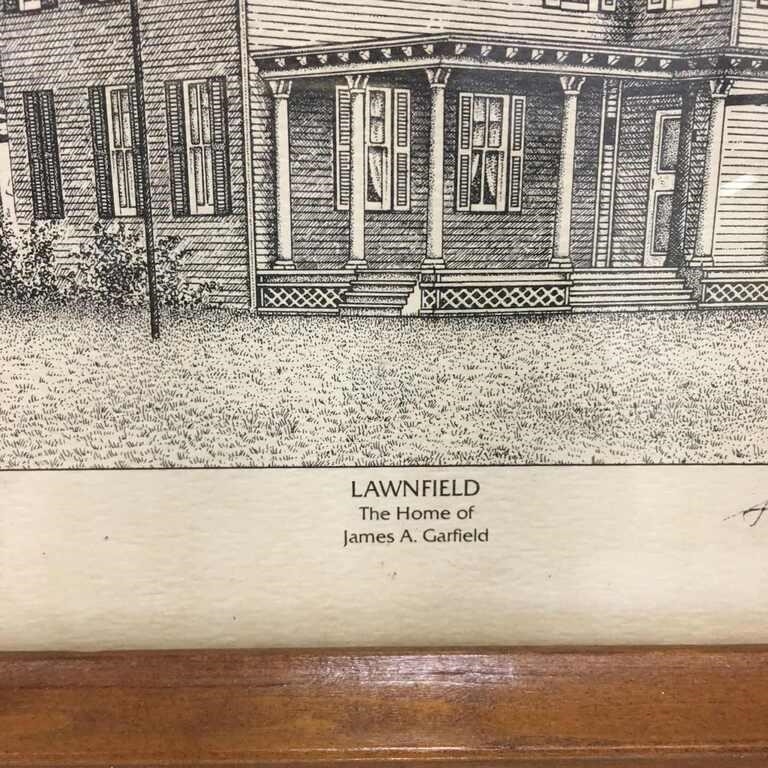 LAWNFIELD
The Home of
James A. Garfield